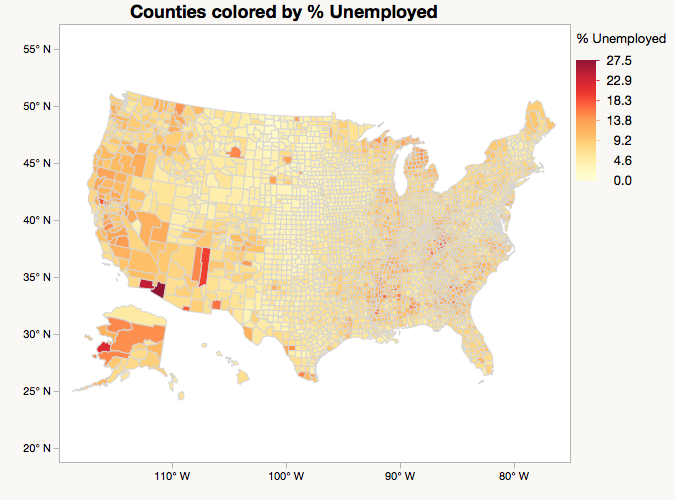 Counties colored by % Unemployed
% Unemployed
27.5
22.9
18.3
13.8
9.2
4.6
0.0
55° N
50° N
45° N
40° N
35° N
30° N
25° N
20° N
110° W 100° W 90° W 80° W